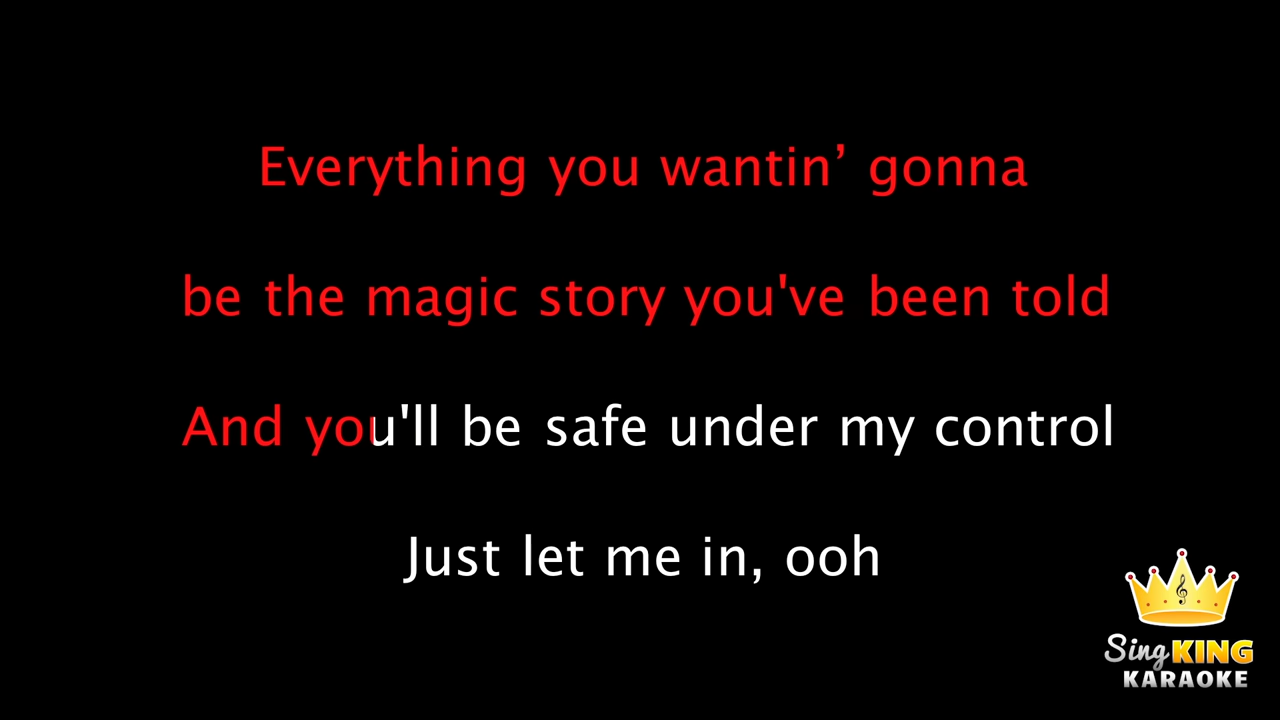 Everything you wantin’ gonna
be the magic story you've been told
And you'll be safe under my control
Just let me in, ooh
Sing KING
KARAOKE